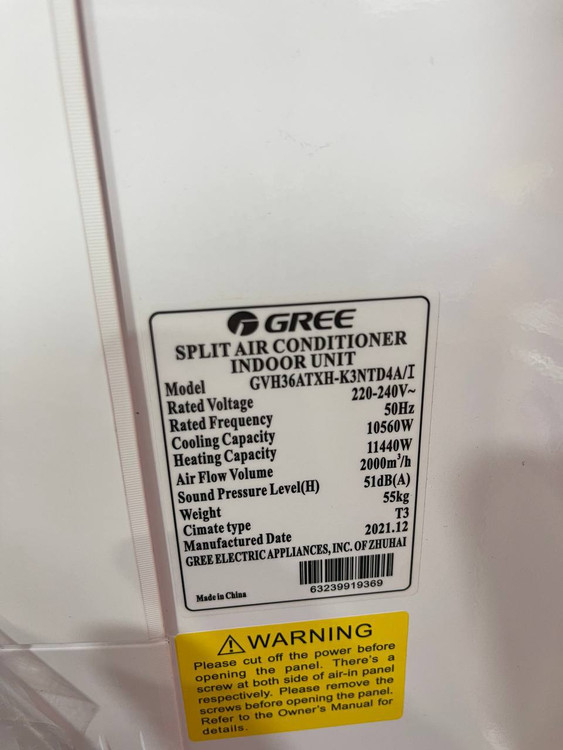 GREE
SPLIT AIR CONDITIONER
INDOOR UNIT
Model GVH36ATXH-K3NTD4A/I
Rated Voltage 220-240V~
Rated Frequency 50Hz
Cooling Capacity 10560W
Heating Capacity 11440W
Air Flow Volume 2000m³/h
Sound Pressure Level(H) 51dB(A)
Weight 55kg
Cimate type T3
Manufactured Date 2021.12
GREE ELECTRIC APPLIANCES, INC. OF ZHUHAI
63239919369
Made in China
⚠WARNING
Please cut off the power before
opening the panel. There's a
screw at both side of air-in panel
respectively. Please remove the
screws before opening the panel.
Refer to the Owner's Manual for
details.